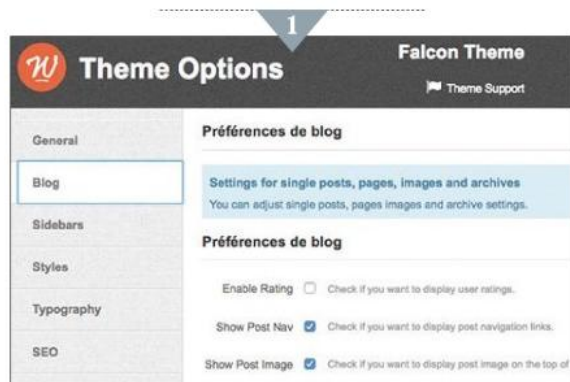 1
Theme Options
Falcon Theme
Theme Support
General
Blog
Sidebars
Styles
Typography
SEO
Préférences de blog
Settings for single posts, pages, images and archives
You can adjust single posts, pages images and archive settings.
Préférences de blog
Enable Rating Check if you want to display user ratings.
Show Post Nav Check if you want to display post navigation links.
Show Post Image Check if you want to display post image on the top of